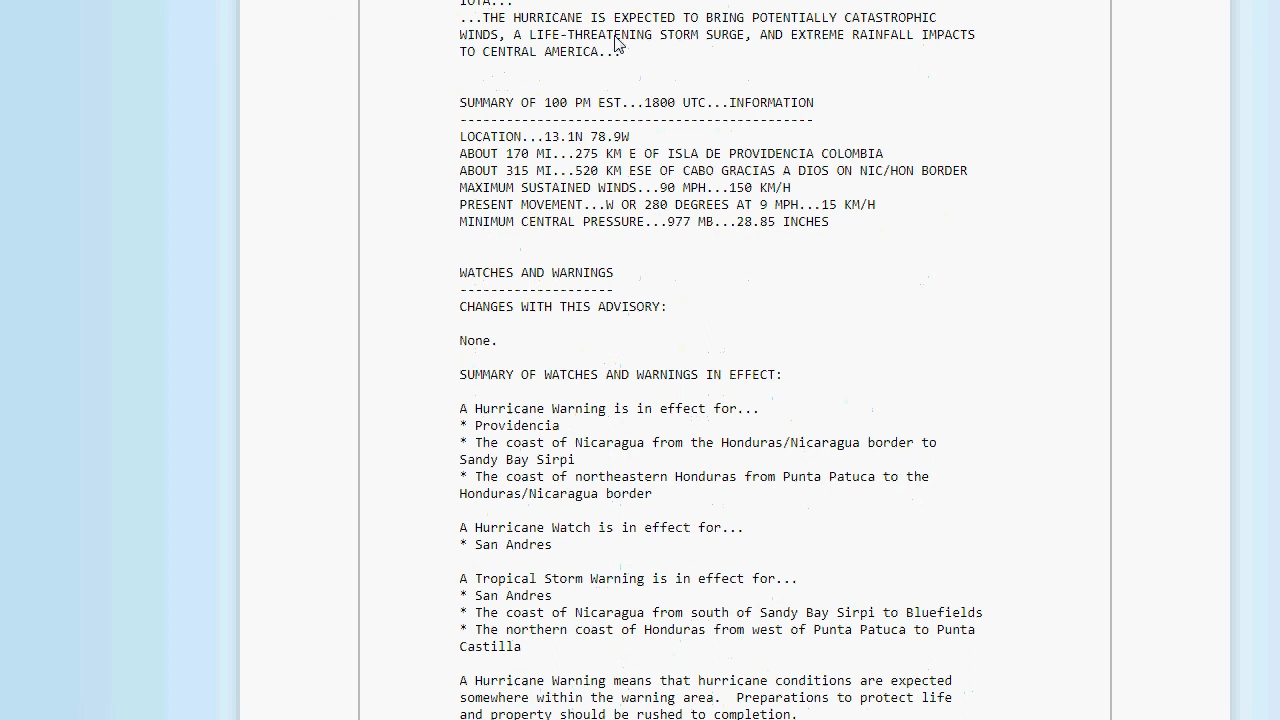 IOTA...
...THE HURRICANE IS EXPECTED TO BRING POTENTIALLY CATASTROPHIC
WINDS, A LIFE-THREATENING STORM SURGE, AND EXTREME RAINFALL IMPACTS
TO CENTRAL AMERICA...
SUMMARY OF 100 PM EST...1800 UTC...INFORMATION
----------------------------------------------
LOCATION...13.1N 78.9W
ABOUT 170 MI...275 KM E OF ISLA DE PROVIDENCIA COLOMBIA
ABOUT 315 MI...520 KM ESE OF CABO GRACIAS A DIOS ON NIC/HON BORDER
MAXIMUM SUSTAINED WINDS...90 MPH...150 KM/H
PRESENT MOVEMENT...W OR 280 DEGREES AT 9 MPH...15 KM/H
MINIMUM CENTRAL PRESSURE...977 MB...28.85 INCHES
WATCHES AND WARNINGS
--------------------
CHANGES WITH THIS ADVISORY:
None.
SUMMARY OF WATCHES AND WARNINGS IN EFFECT:
A Hurricane Warning is in effect for...
* Providencia
* The coast of Nicaragua from the Honduras/Nicaragua border to
Sandy Bay Sirpi
* The coast of northeastern Honduras from Punta Patuca to the
Honduras/Nicaragua border
A Hurricane Watch is in effect for...
* San Andres
A Tropical Storm Warning is in effect for...
* San Andres
* The coast of Nicaragua from south of Sandy Bay Sirpi to Bluefields
* The northern coast of Honduras from west of Punta Patuca to Punta
Castilla
A Hurricane Warning means that hurricane conditions are expected
somewhere within the warning area.  Preparations to protect life
and property should be rushed to completion.